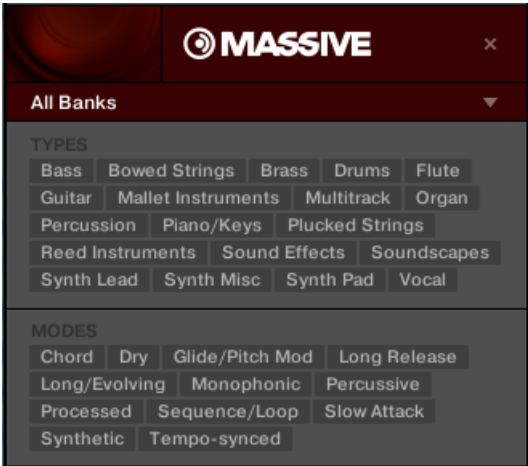 MASSIVE ×
All Banks
TYPES
Bass Bowed Strings Brass Drums Flute
Guitar Mallet Instruments Multitrack Organ
Percussion Piano/Keys Plucked Strings
Reed Instruments Sound Effects Soundscapes
Synth Lead Synth Misc Synth Pad Vocal
MODES
Chord Dry Glide/Pitch Mod Long Release
Long/Evolving Monophonic Percussive
Processed Sequence/Loop Slow Attack
Synthetic Tempo-synced